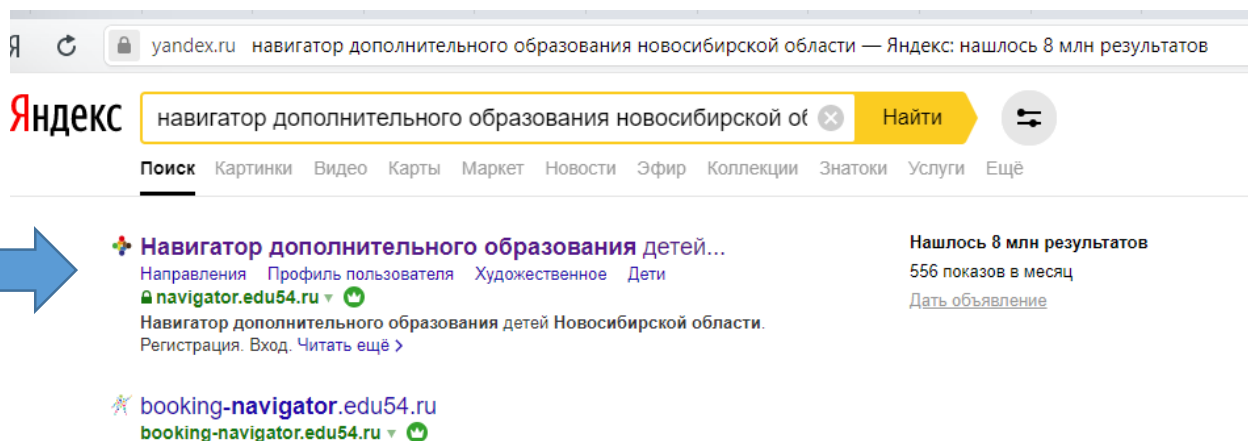 Я yandex.ru навигатор дополнительного образования новосибирской области — Яндекс: нашлось 8 млн результатов
Яндекс навигатор дополнительного образования новосибирской об Найти
Поиск Картинки Видео Карты Маркет Новости Эфир Коллекции Знатоки Услуги Ещё
Навигатор дополнительного образования детей...
Направления Профиль пользователя Художественное Дети
navigator.edu54.ru
Навигатор дополнительного образования детей Новосибирской области.
Регистрация. Вход. Читать ещё >
Нашлось 8 млн результатов
556 показов в месяц
Дать объявление
booking-navigator.edu54.ru
booking-navigator.edu54.ru